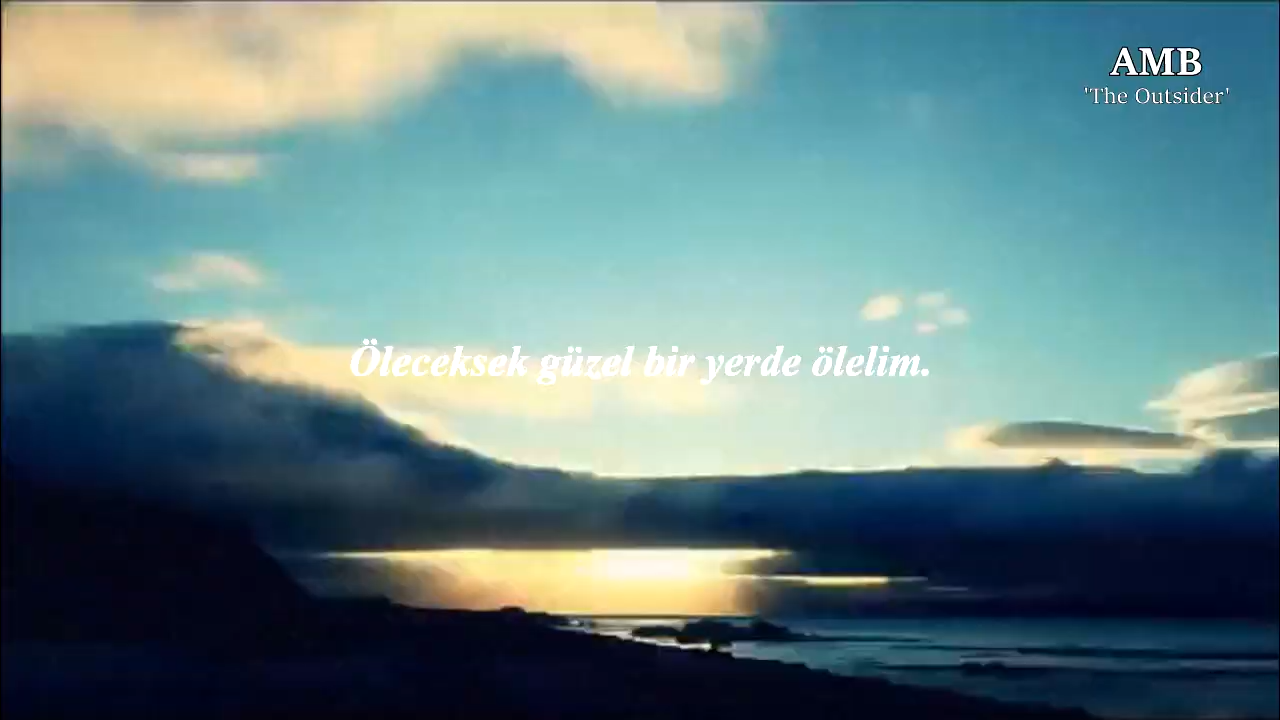 AMB
'The Outsider'
Öleceksek güzel bir yerde ölelim.